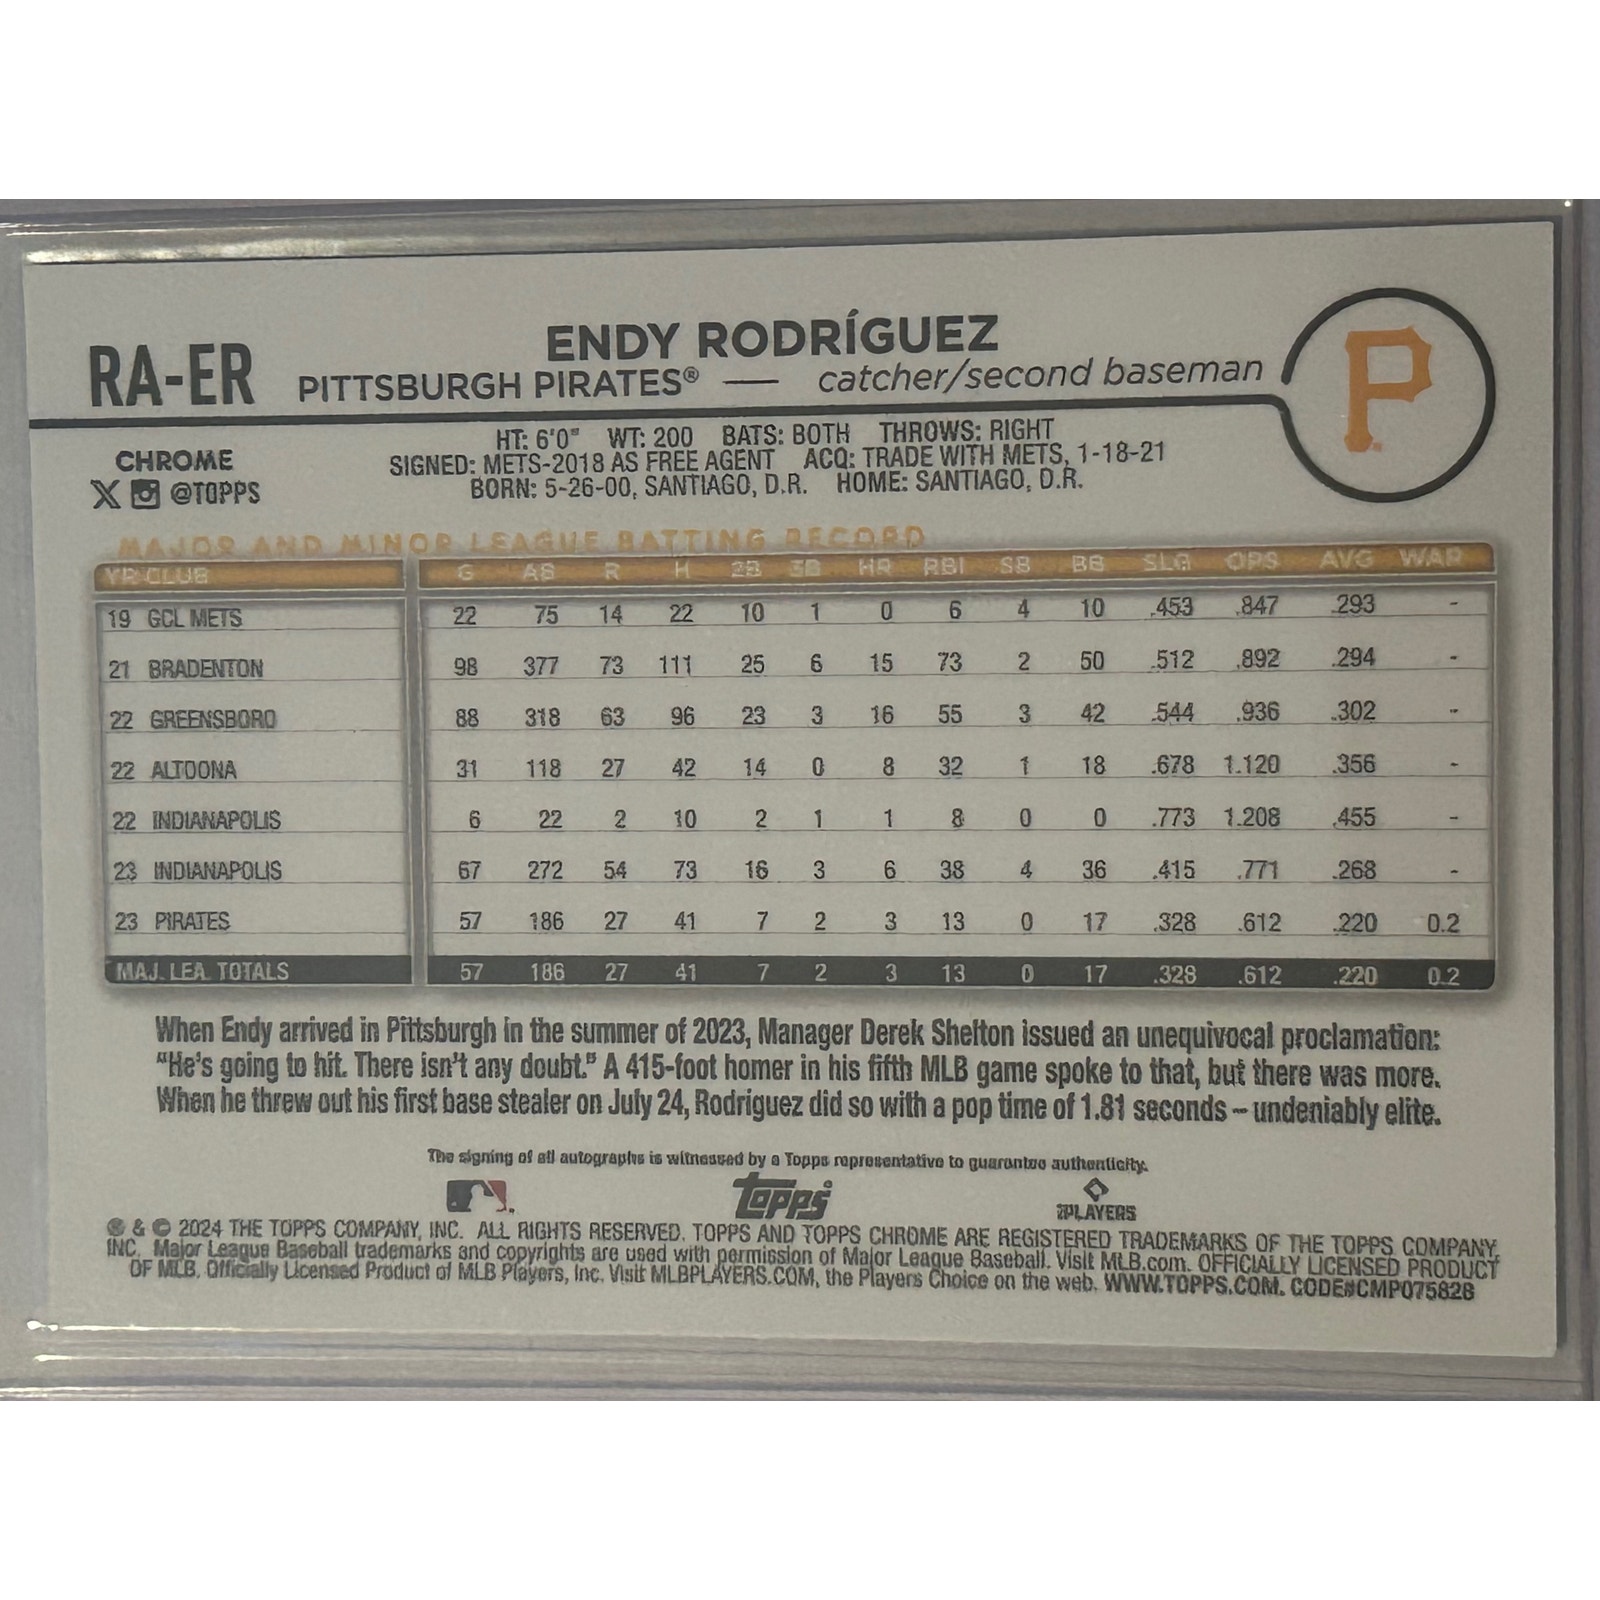 RA-ER
ENDY RODRÍGUEZ
PITTSBURGH PIRATES® — catcher/second baseman
P
CHROME
@TOPPS
HT: 6'0" WT: 200 BATS: BOTH THROWS: RIGHT
SIGNED: METS-2018 AS FREE AGENT ACQ: TRADE WITH METS, 1-18-21
BORN: 5-26-00, SANTIAGO, D.R. HOME: SANTIAGO, D.R.
MAJOR AND MINOR LEAGUE BATTING RECORD
YR CLUB G AB R H 2B 3B HR RBI SB BB SLG OPS AVG WAR
19 GCL METS 22 75 14 22 10 1 0 6 4 10 .453 .847 .293 -
21 BRADENTON 98 377 73 111 25 6 15 73 2 50 .512 .892 .294 -
22 GREENSBORO 88 318 63 96 23 3 16 55 3 42 .544 .936 .302 -
22 ALTOONA 31 118 27 42 14 0 8 32 1 18 .678 1.120 .356 -
22 INDIANAPOLIS 6 22 2 10 2 1 1 8 0 0 .773 1.208 .455 -
23 INDIANAPOLIS 67 272 54 73 16 3 6 38 4 36 .415 .771 .268 -
23 PIRATES 57 186 27 41 7 2 3 13 0 17 .328 .612 .220 0.2
MAJ. LEA. TOTALS 57 186 27 41 7 2 3 13 0 17 .328 .612 .220 0.2
When Endy arrived in Pittsburgh in the summer of 2023, Manager Derek Shelton issued an unequivocal proclamation:
"He's going to hit. There isn't any doubt." A 415-foot homer in his fifth MLB game spoke to that, but there was more.
When he threw out his first base stealer on July 24, Rodriguez did so with a pop time of 1.81 seconds – undeniably elite.
The signing of all autographs is witnessed by a Topps representative to guarantee authenticity.
Topps
PLAYERS
® & © 2024 THE TOPPS COMPANY, INC. ALL RIGHTS RESERVED. TOPPS AND TOPPS CHROME ARE REGISTERED TRADEMARKS OF THE TOPPS COMPANY,
INC. Major League Baseball trademarks and copyrights are used with permission of Major League Baseball. Visit MLB.com. OFFICIALLY LICENSED PRODUCT
OF MLB. Officially Licensed Product of MLB Players, Inc. Visit MLBPLAYERS.COM, the Players Choice on the web. WWW.TOPPS.COM. CODE#CMP075828